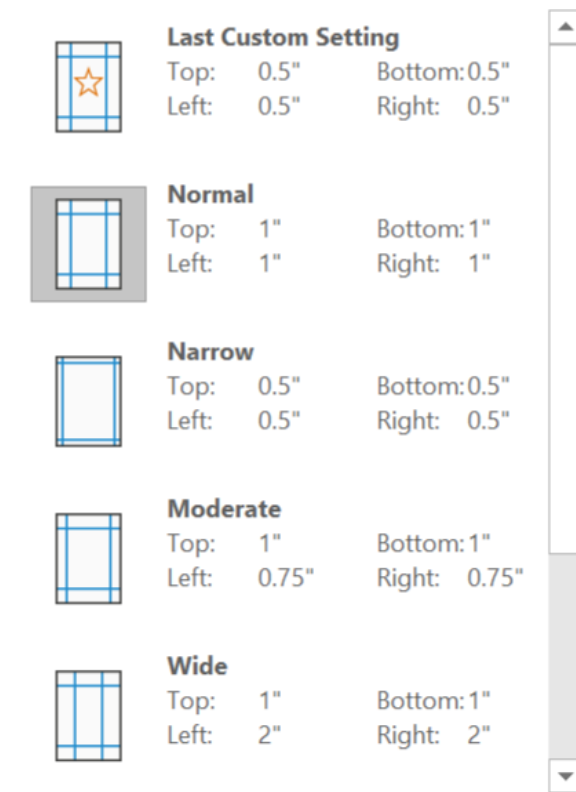 Last Custom Setting
Top: 0.5" Bottom: 0.5"
Left: 0.5" Right: 0.5"
Normal
Top: 1" Bottom: 1"
Left: 1" Right: 1"
Narrow
Top: 0.5" Bottom: 0.5"
Left: 0.5" Right: 0.5"
Moderate
Top: 1" Bottom: 1"
Left: 0.75" Right: 0.75"
Wide
Top: 1" Bottom: 1"
Left: 2" Right: 2"